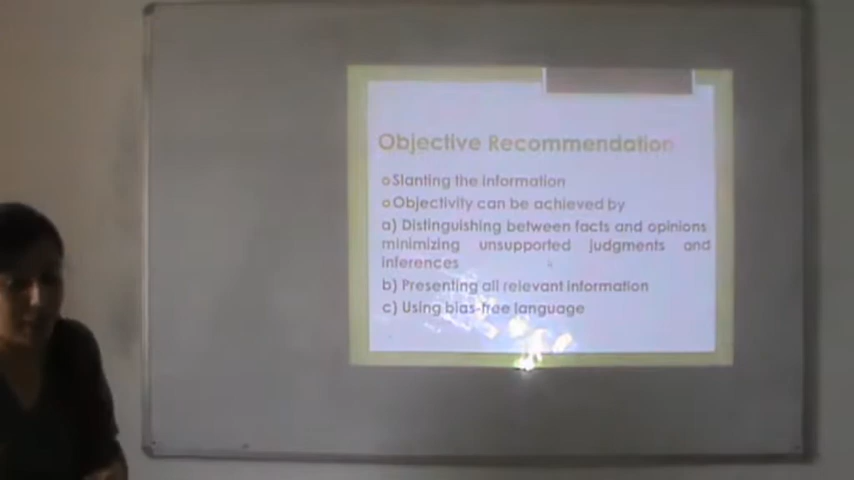 Objective Recommendation
Slanting the information
Objectivity can be achieved by
a) Distinguishing between facts and opinions
minimizing unsupported judgments and
inferences
b) Presenting all relevant information
c) Using bias-free language